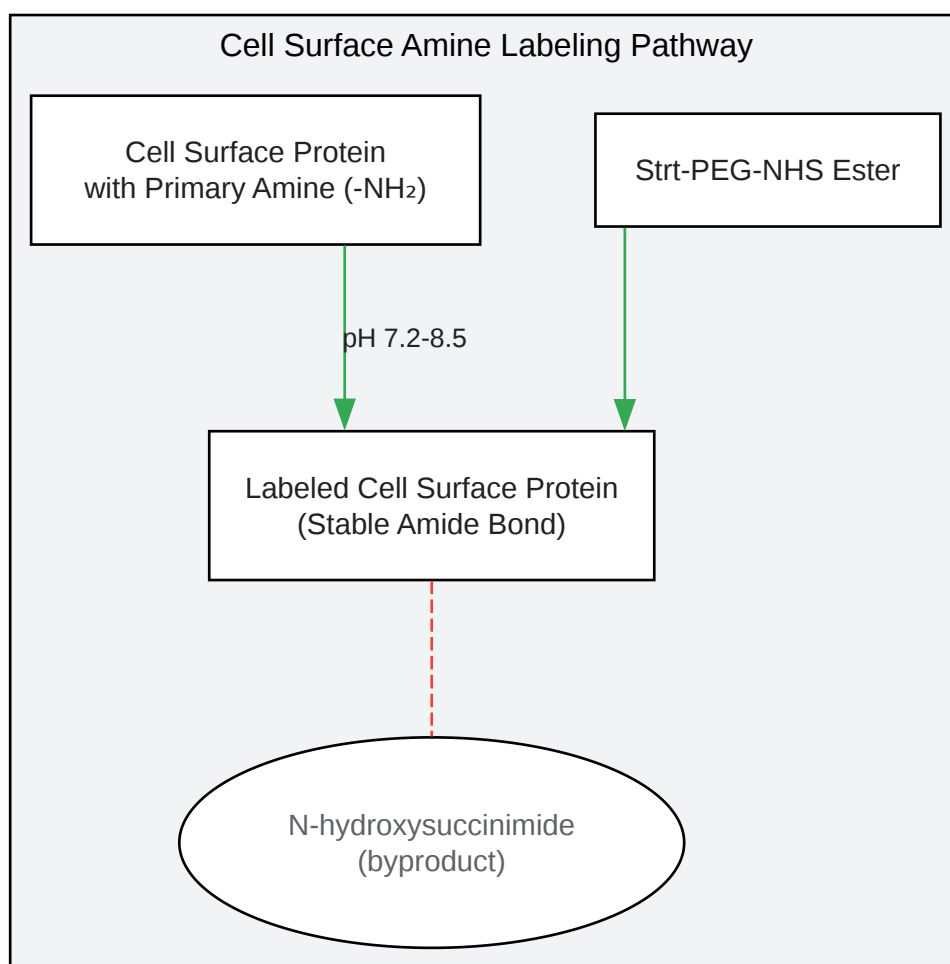 Cell Surface Amine Labeling Pathway
Cell Surface Protein
with Primary Amine (-NH₂)
Strt-PEG-NHS Ester
pH 7.2-8.5
Labeled Cell Surface Protein
(Stable Amide Bond)
N-hydroxysuccinimide
(byproduct)